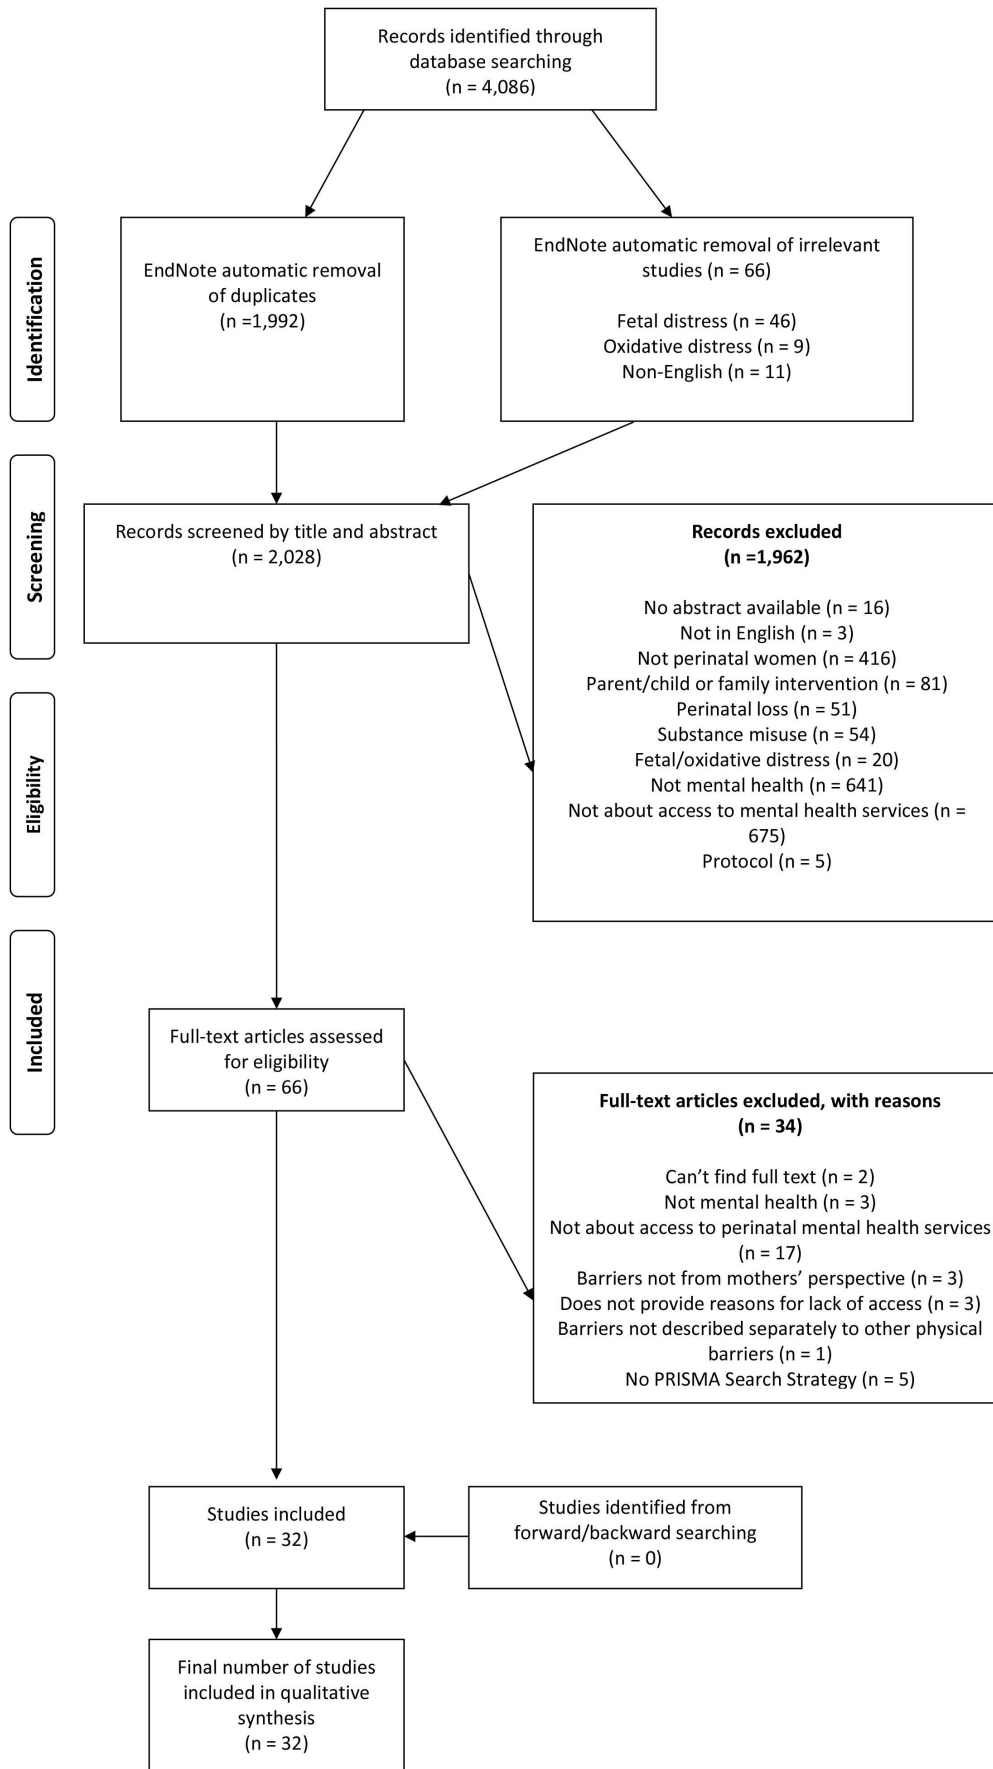 Records identified through
database searching
(n = 4,086)
Identification
EndNote automatic removal
of duplicates
(n =1,992)
EndNote automatic removal of irrelevant
studies (n = 66)
Fetal distress (n = 46)
Oxidative distress (n = 9)
Non-English (n = 11)
Screening
Records screened by title and abstract
(n = 2,028)
Records excluded
(n =1,962)
No abstract available (n = 16)
Not in English (n = 3)
Not perinatal women (n = 416)
Parent/child or family intervention (n = 81)
Perinatal loss (n = 51)
Substance misuse (n = 54)
Fetal/oxidative distress (n = 20)
Not mental health (n = 641)
Not about access to mental health services (n =
675)
Protocol (n = 5)
Eligibility
Included
Full-text articles assessed
for eligibility
(n = 66)
Full-text articles excluded, with reasons
(n = 34)
Can’t find full text (n = 2)
Not mental health (n = 3)
Not about access to perinatal mental health services
(n = 17)
Barriers not from mothers’ perspective (n = 3)
Does not provide reasons for lack of access (n = 3)
Barriers not described separately to other physical
barriers (n = 1)
No PRISMA Search Strategy (n = 5)
Studies included
(n = 32)
Studies identified from
forward/backward searching
(n = 0)
Final number of studies
included in qualitative
synthesis
(n = 32)